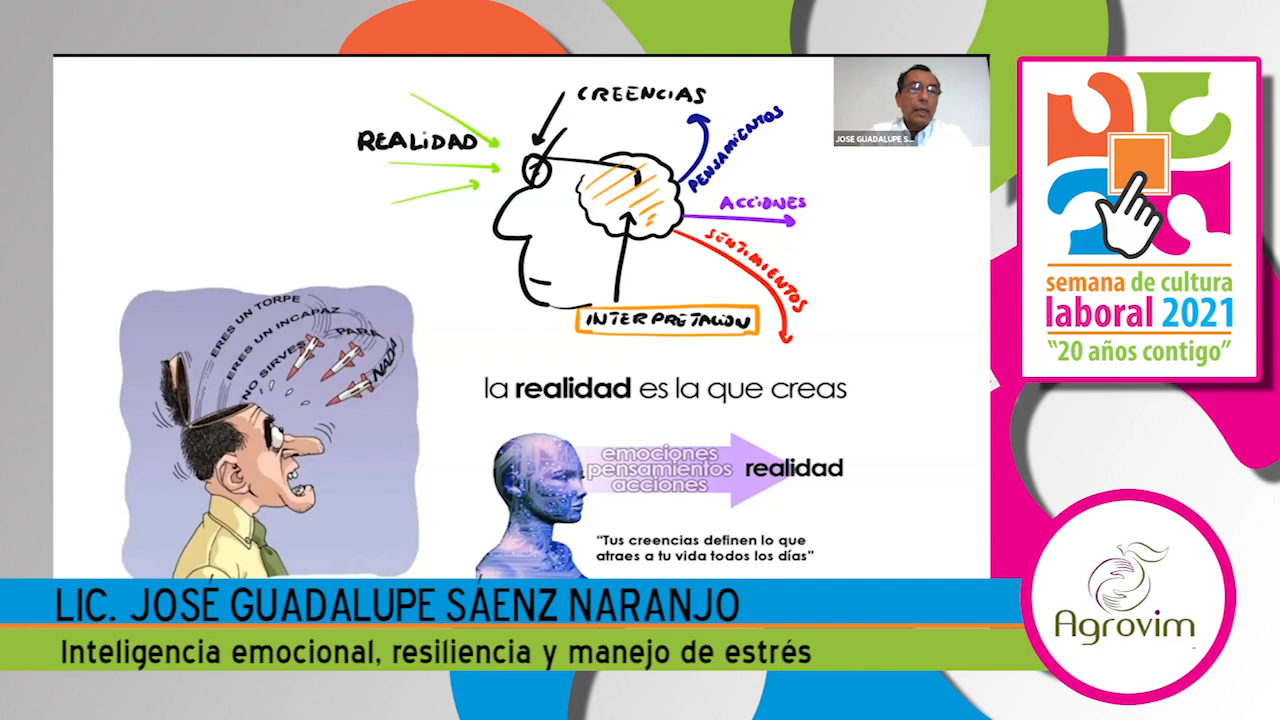 CREENCIAS
REALIDAD
PENSAMIENTOS
ACCIONES
SENTIMIENTOS
INTERPRETACION
JOSE GUADALUPE S...
ERES UN TORPE
ERES UN INCAPAZ
NO SIRVES PARA NADA
la realidad es la que creas
emociones
pensamientos
acciones
realidad
“Tus creencias definen lo que
atraes a tu vida todos los días”
LIC. JOSÉ GUADALUPE SÁENZ NARANJO
Inteligencia emocional, resiliencia y manejo de estrés
semana de cultura
laboral 2021
“20 años contigo”
Agrovim